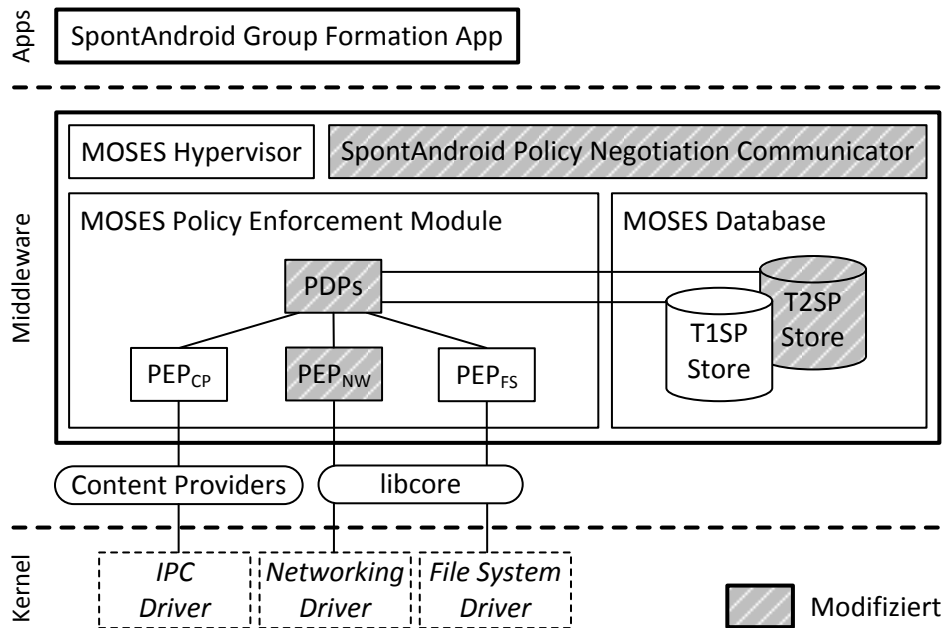 Apps
SpontAndroid Group Formation App
Middleware
MOSES Hypervisor
SpontAndroid Policy Negotiation Communicator
MOSES Policy Enforcement Module
MOSES Database
PDPs
T2SP
Store
T1SP
Store
PEPCP
PEPNW
PEPFS
Content Providers
libcore
Kernel
IPC
Driver
Networking
Driver
File System
Driver
Modifiziert